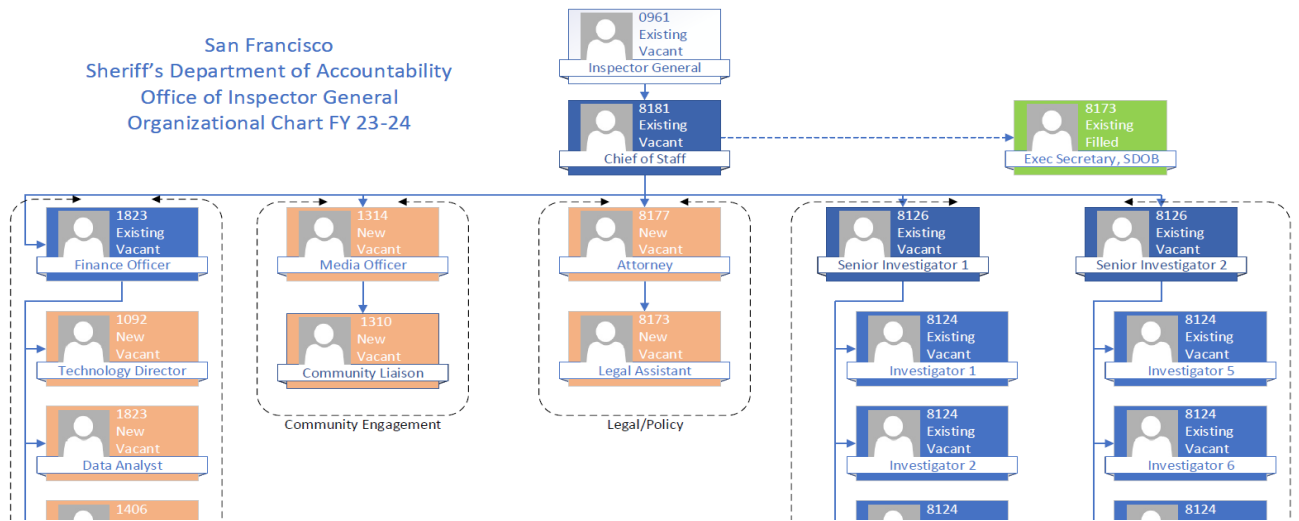 San Francisco
Sheriff's Department of Accountability
Office of Inspector General
Organizational Chart FY 23-24
0961
Existing
Vacant
Inspector General
8181
Existing
Vacant
Chief of Staff
8173
Existing
Filled
Exec Secretary, SDOB
1823
Existing
Vacant
Finance Officer
1314
New
Vacant
Media Officer
8177
New
Vacant
Attorney
8126
Existing
Vacant
Senior Investigator 1
8126
Existing
Vacant
Senior Investigator 2
1092
New
Vacant
Technology Director
1310
New
Vacant
Community Liaison
8173
New
Vacant
Legal Assistant
8124
Existing
Vacant
Investigator 1
8124
Existing
Vacant
Investigator 5
Community Engagement
Legal/Policy
1823
New
Vacant
Data Analyst
8124
Existing
Vacant
Investigator 2
8124
Existing
Vacant
Investigator 6
1406
8124
8124